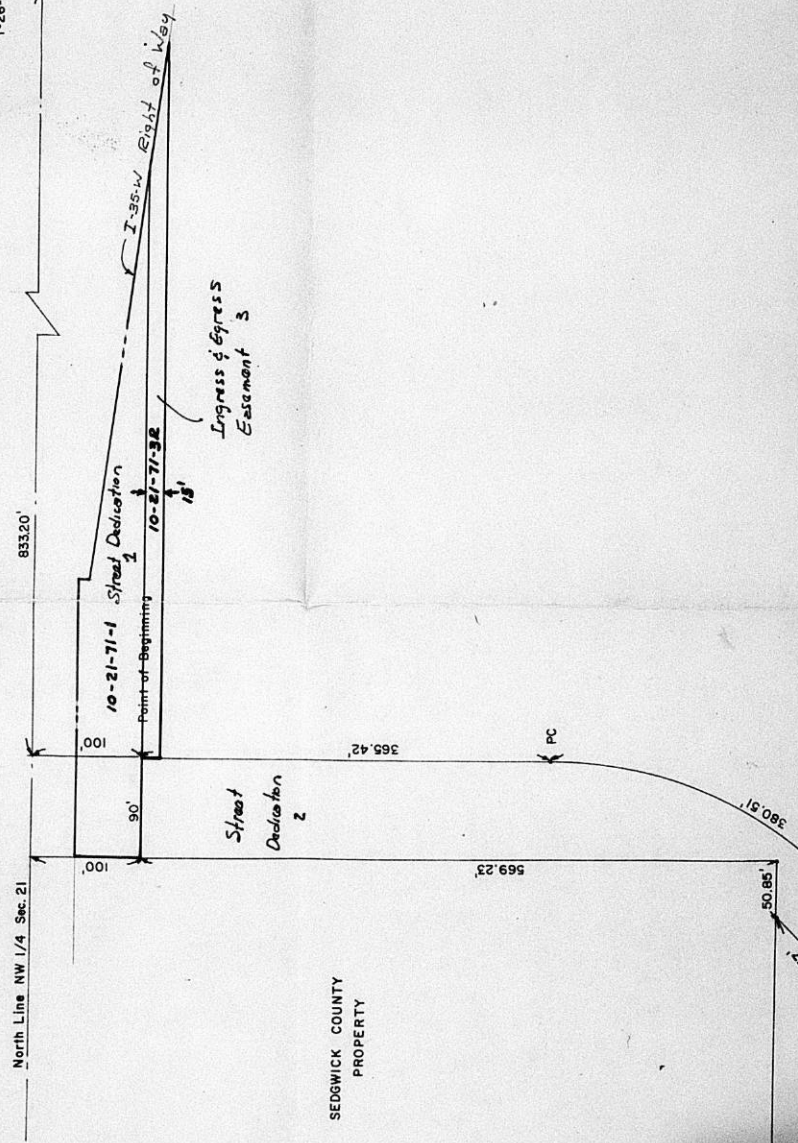 833.20'
North Line NW 1/4 Sec. 21
I-35-W Right of Way
10-21-71-1 Street Dedication
1
Point of Beginning
10-21-71-3R
15'
Ingress & Egress
Easement 3
100'
100'
90'
Street
Dedication
2
365.42'
PC
380.51'
569.23'
50.85'
SEDGWICK COUNTY
PROPERTY